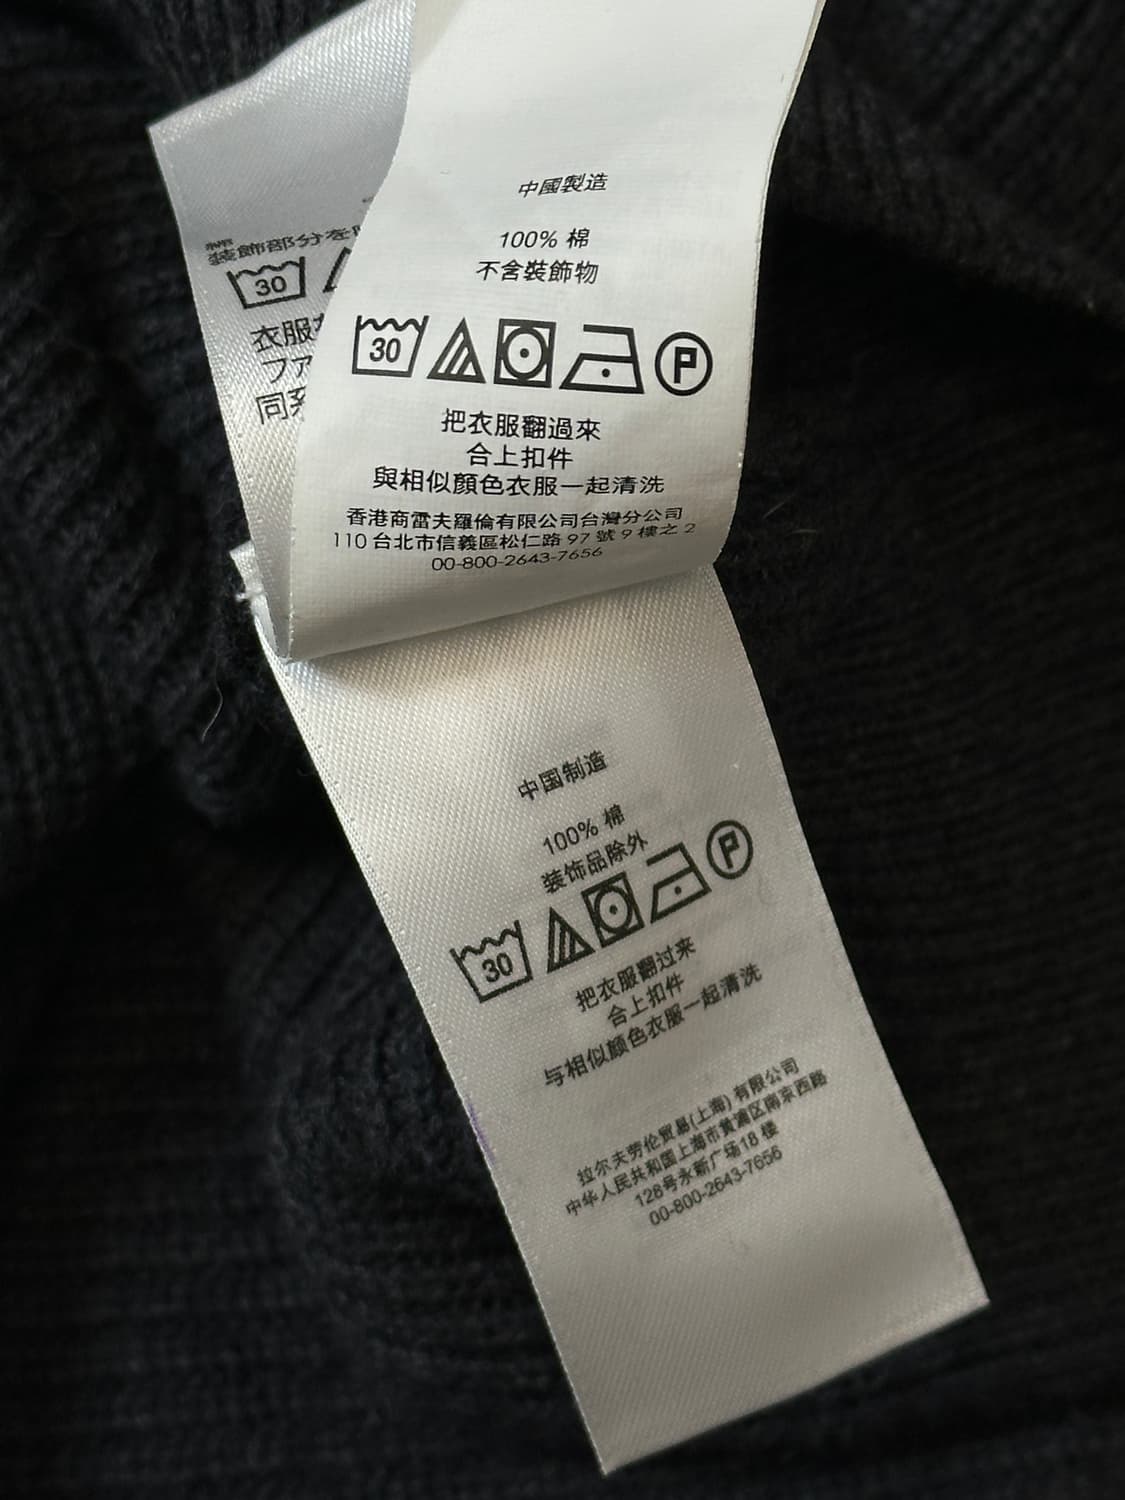 中國製造
100% 棉
不含裝飾物
30
P
把衣服翻過來
合上扣件
與相似顏色衣服一起清洗
香港商雷夫羅倫有限公司台灣分公司
110 台北市信義區松仁路 97 號 9 樓之 2
00-800-2643-7656
装飾部分を
30
衣服
ファ
同系
中国制造
100% 棉
装饰品除外
30
P
把衣服翻过来
合上扣件
与相似颜色衣服一起清洗
拉尔夫劳伦贸易(上海) 有限公司
中华人民共和国上海市黄浦区南京西路
128号永新广场18 楼
00-800-2643-7656